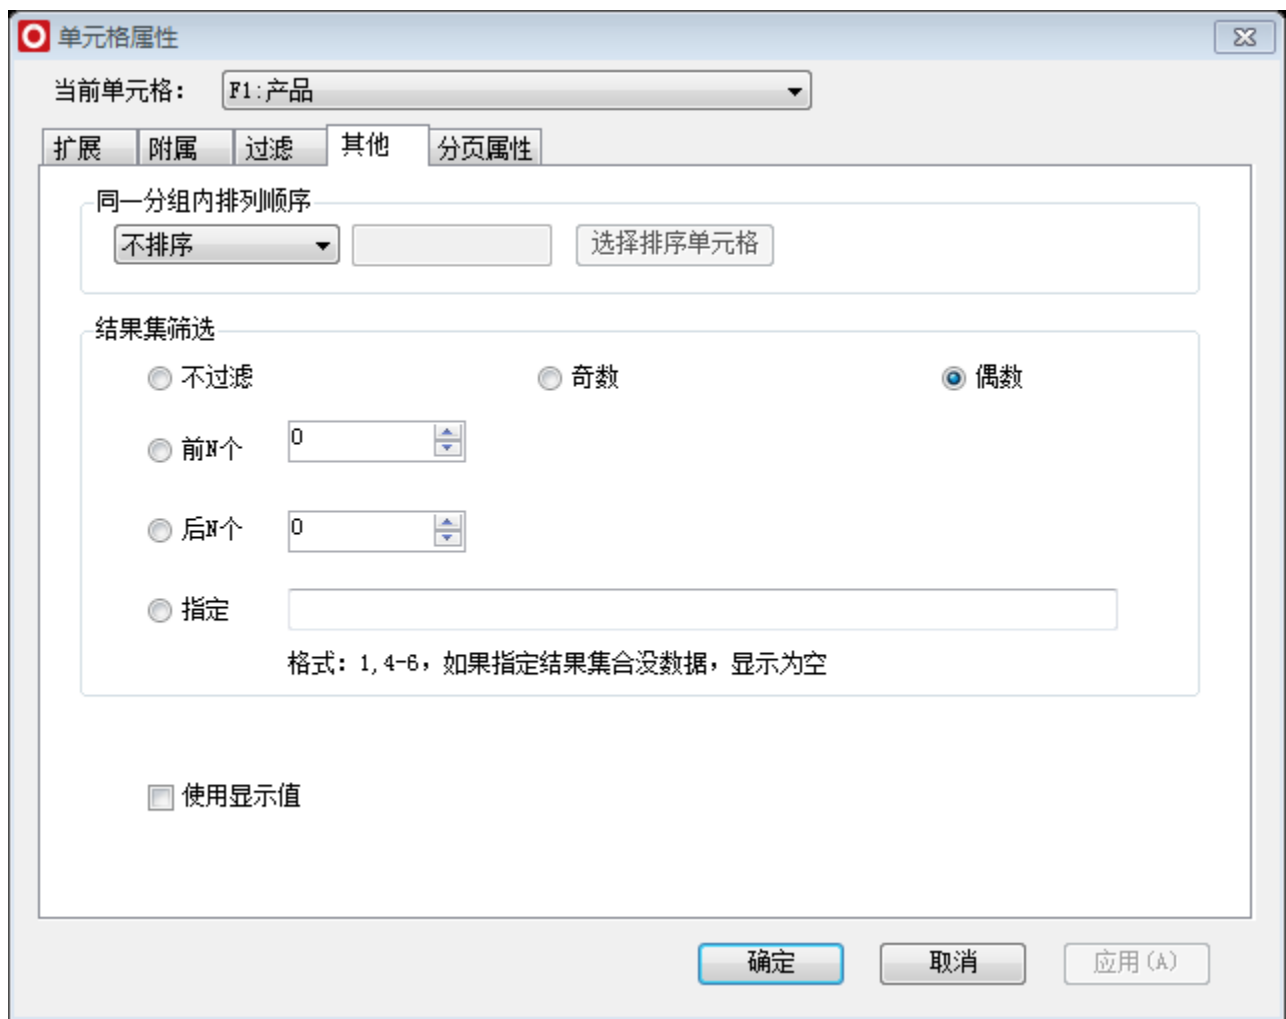 单元格属性
当前单元格： F1:产品
扩展 附属 过滤 其他 分页属性
同一分组内排列顺序
不排序 选择排序单元格
结果集筛选
不过滤 奇数 偶数
前N个 0
后N个 0
指定
格式：1,4-6，如果指定结果集合没数据，显示为空
使用显示值
确定 取消 应用(A)